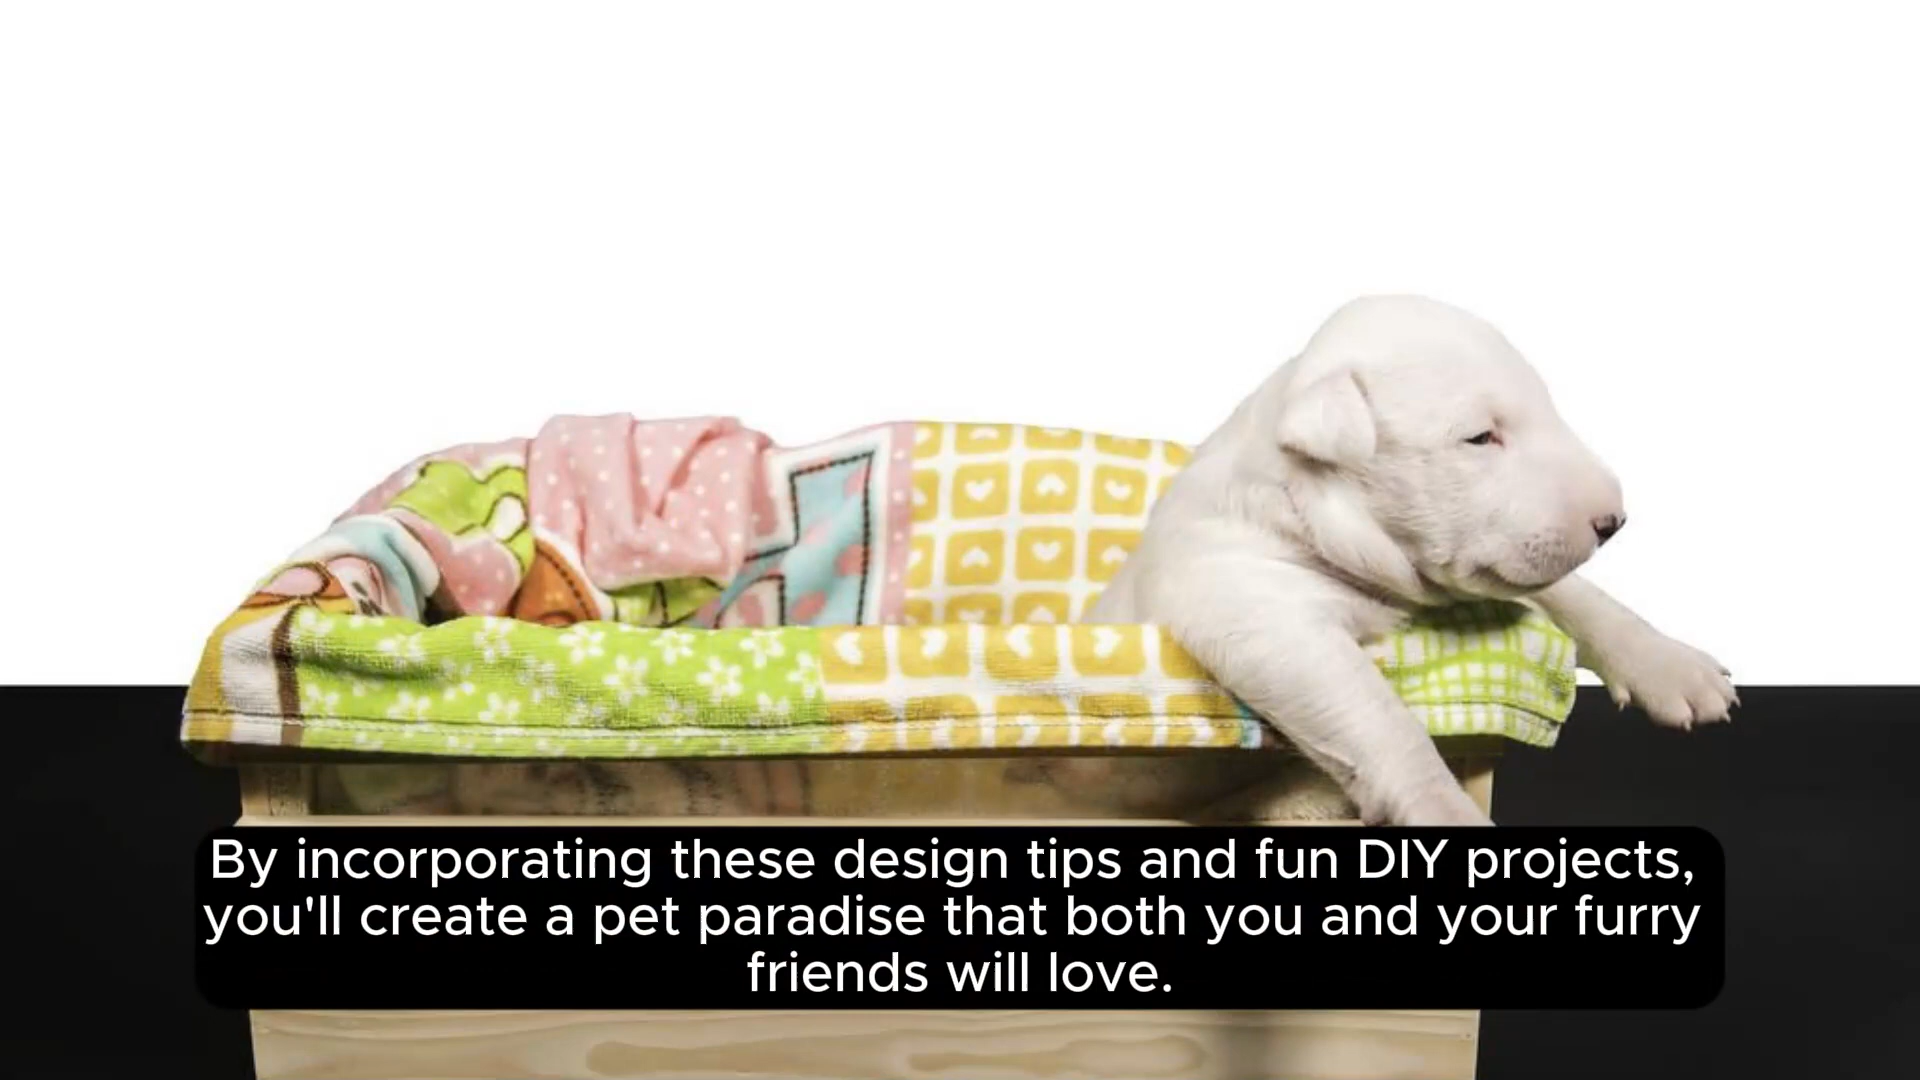 By incorporating these design tips and fun DIY projects,
you'll create a pet paradise that both you and your furry
friends will love.